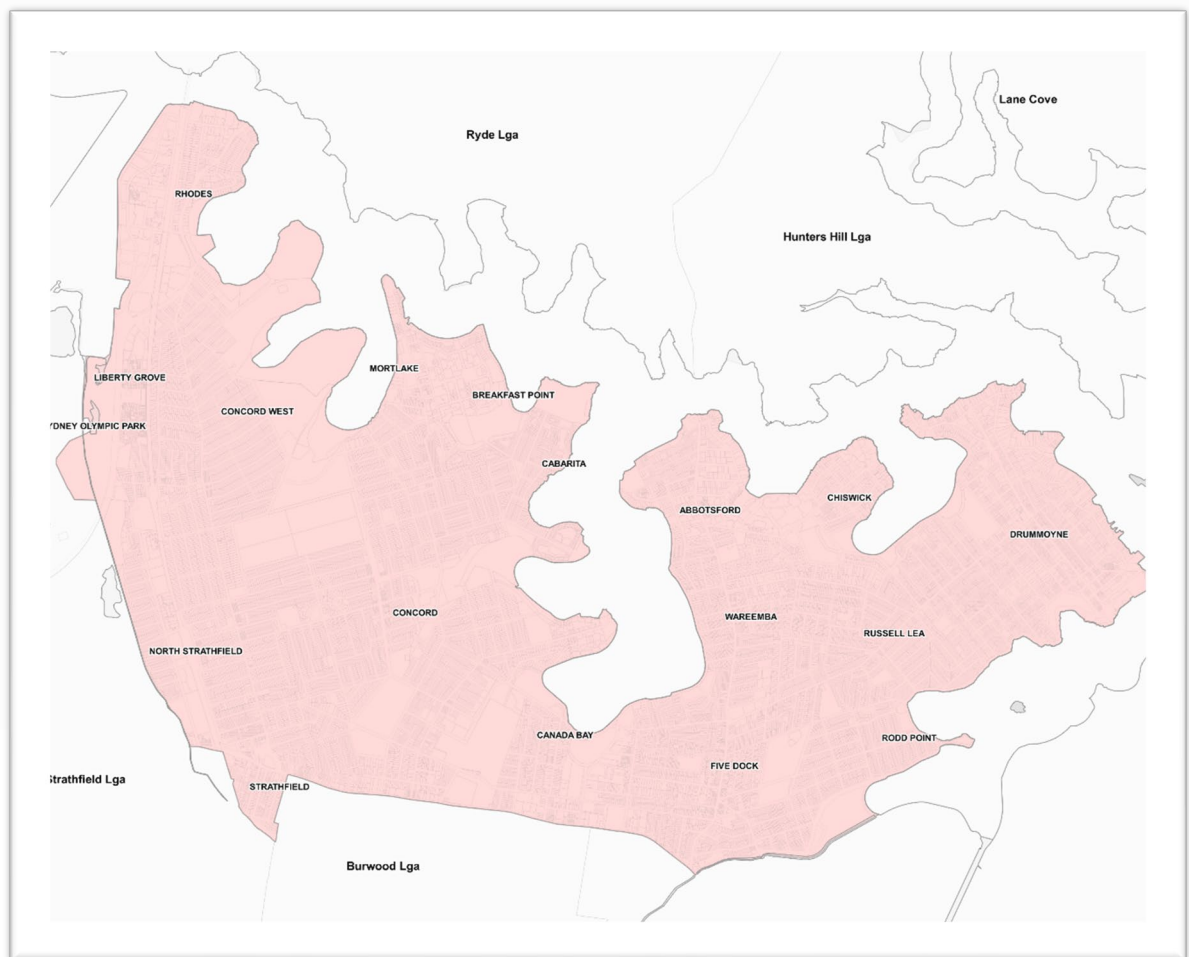 Lane Cove
Ryde Lga
RHODES
Hunters Hill Lga
MORTLAKE
LIBERTY GROVE
BREAKFAST POINT
CONCORD WEST
YDNEY OLYMPIC PARK
CABARITA
CHISWICK
ABBOTSFORD
DRUMMOYNE
CONCORD
WAREEMBA
RUSSELL LEA
NORTH STRATHFIELD
CANADA BAY
RODD POINT
FIVE DOCK
Strathfield Lga
STRATHFIELD
Burwood Lga